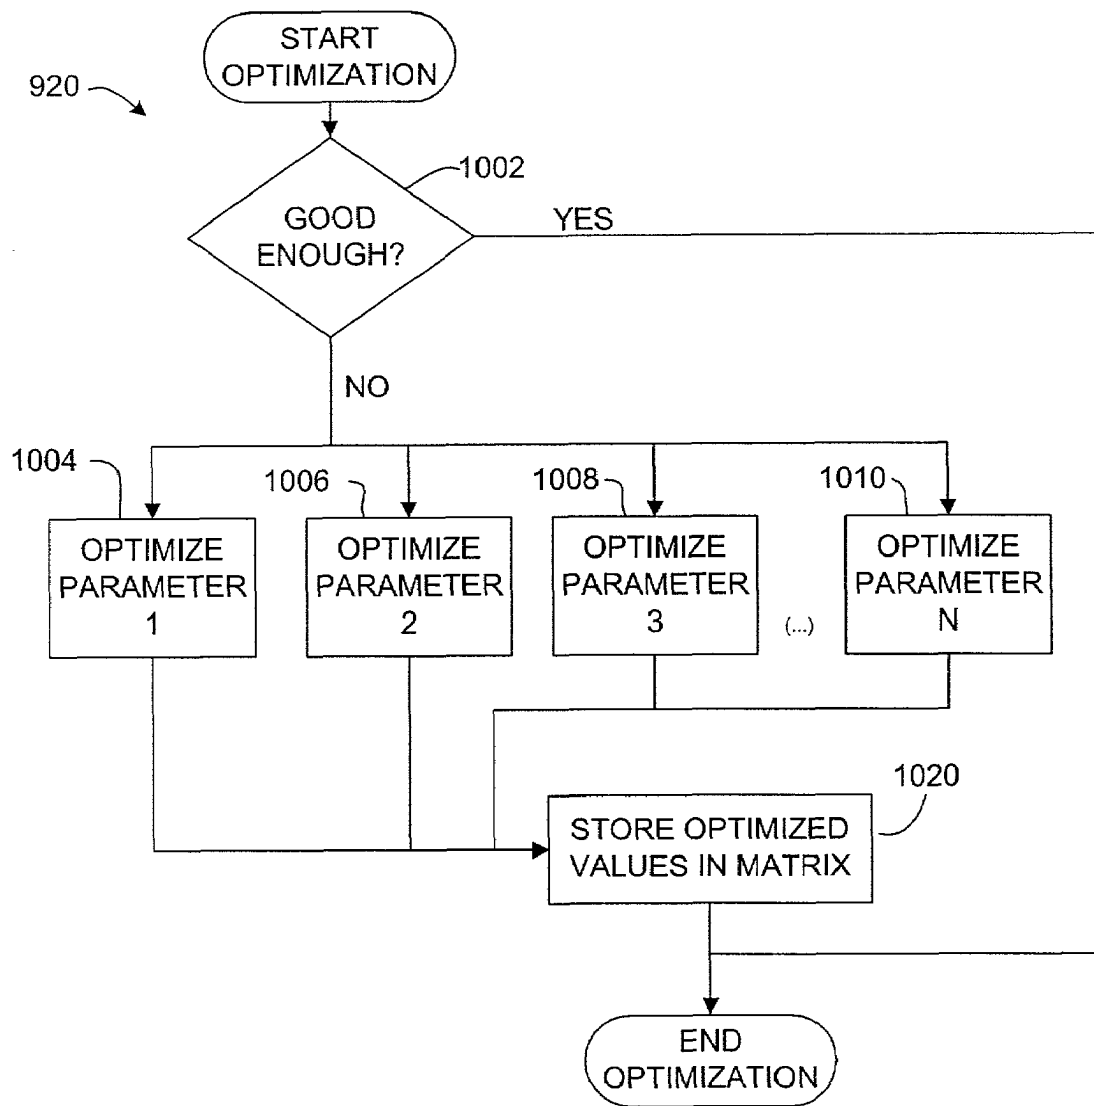 START
OPTIMIZATION
920
1002
GOOD
ENOUGH?
YES
NO
1004
1006
1008
1010
OPTIMIZE
PARAMETER
1
OPTIMIZE
PARAMETER
2
OPTIMIZE
PARAMETER
3
(...)
OPTIMIZE
PARAMETER
N
1020
STORE OPTIMIZED
VALUES IN MATRIX
END
OPTIMIZATION